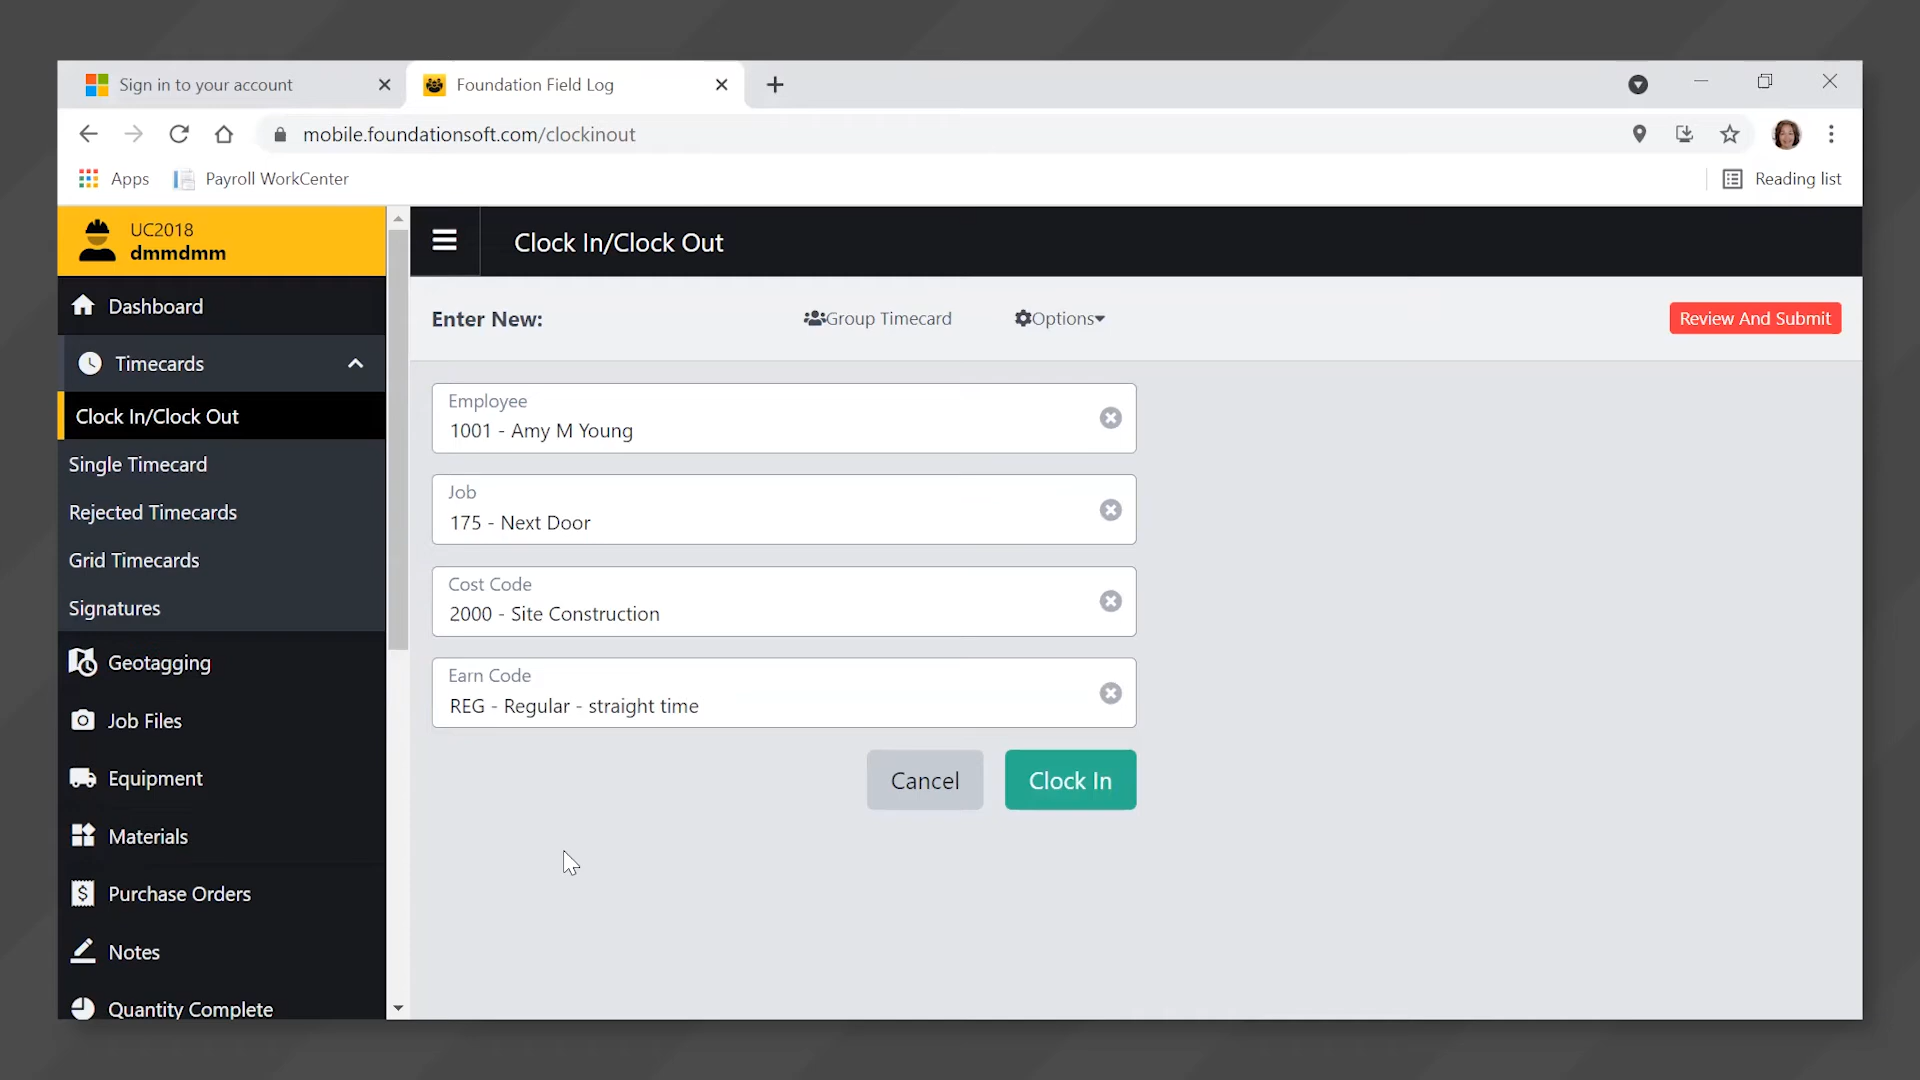 Sign in to your account
Foundation Field Log
mobile.foundationsoft.com/clockinout
Apps
Payroll WorkCenter
Reading list
UC2018
dmmdmm
Clock In/Clock Out
Dashboard
Enter New:
Group Timecard
Options
Review And Submit
Timecards
Clock In/Clock Out
Single Timecard
Rejected Timecards
Grid Timecards
Signatures
Geotagging
Job Files
Equipment
Materials
Purchase Orders
Notes
Quantity Complete
Employee
1001 - Amy M Young
Job
175 - Next Door
Cost Code
2000 - Site Construction
Earn Code
REG - Regular - straight time
Cancel
Clock In